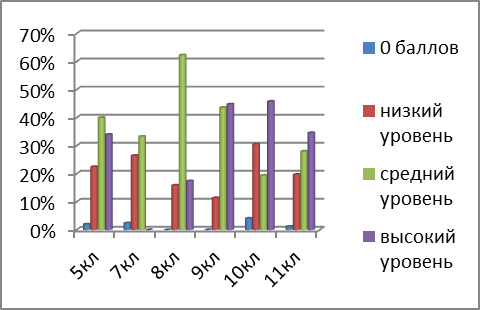 70%
60%
50%
40%
30%
20%
10%
0%
5кл
7кл
8кл
9кл
10кл
11кл
0 баллов
низкий
уровень
средний
уровень
высокий
уровень